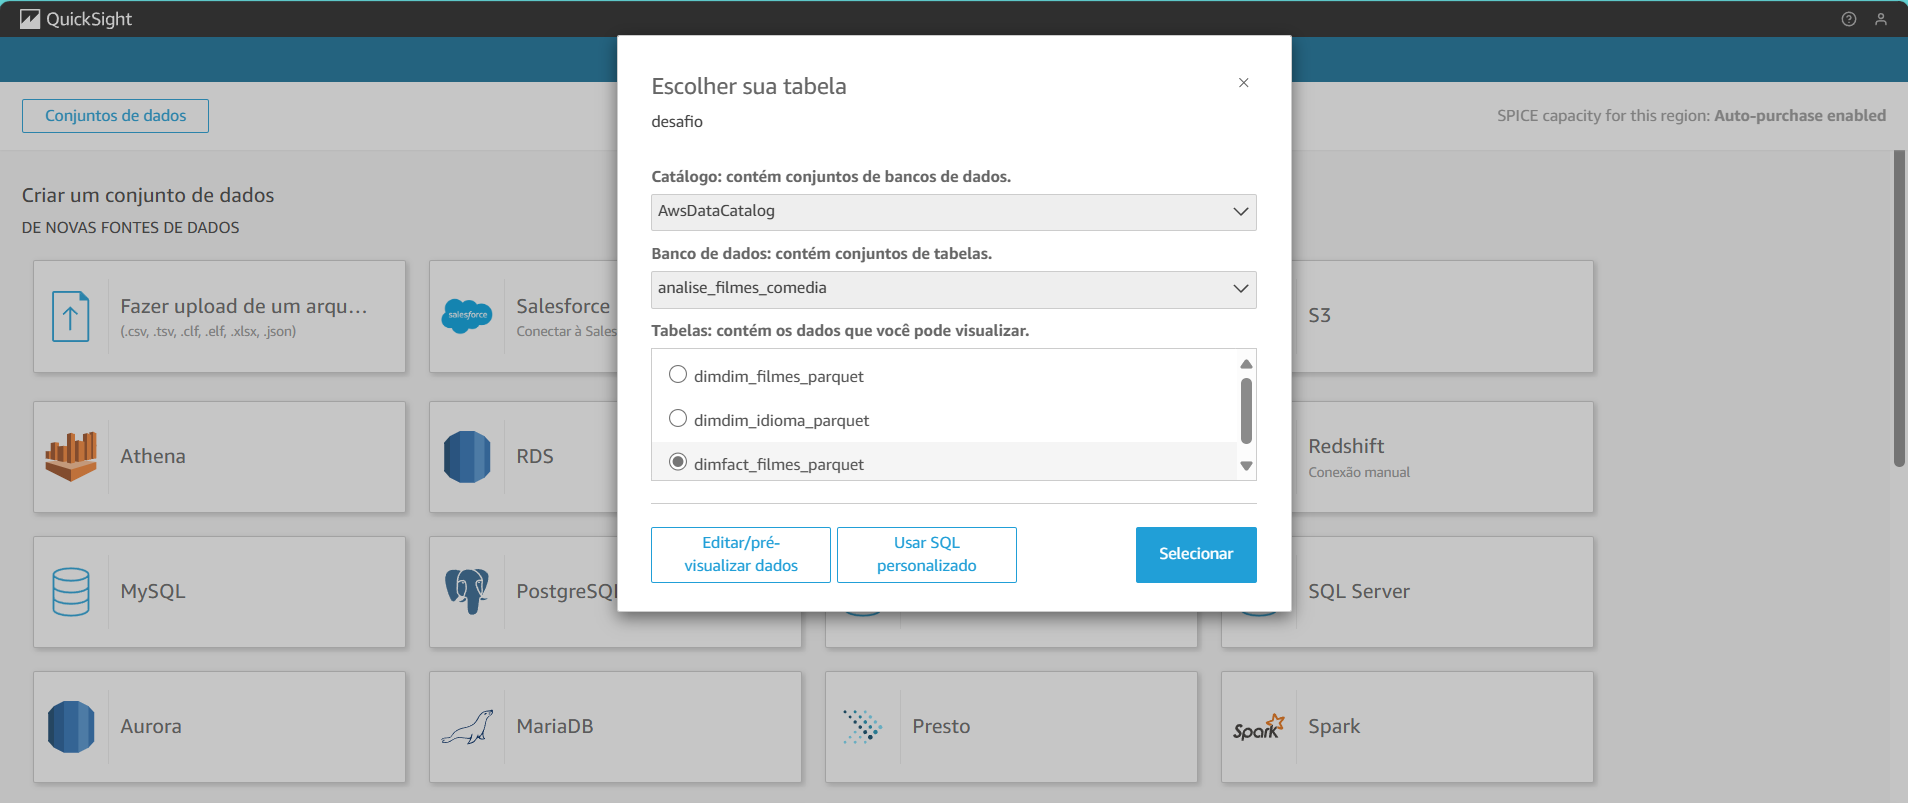 QuickSight
Conjuntos de dados
SPICE capacity for this region: Auto-purchase enabled
Criar um conjunto de dados
DE NOVAS FONTES DE DADOS
Fazer upload de um arqu...
(.csv, .tsv, .clf, .elf, .xlsx, .json)
salesforce
Salesforce
Conectar à Sales
S3
Athena
RDS
Redshift
Conexão manual
MySQL
PostgreSQL
SQL Server
Aurora
MariaDB
Presto
Spark
Spark
Escolher sua tabela
desafio
Catálogo: contém conjuntos de bancos de dados.
AwsDataCatalog
Banco de dados: contém conjuntos de tabelas.
analise_filmes_comedia
Tabelas: contém os dados que você pode visualizar.
dimdim_filmes_parquet
dimdim_idioma_parquet
dimfact_filmes_parquet
Editar/pré-
visualizar dados
Usar SQL
personalizado
Selecionar